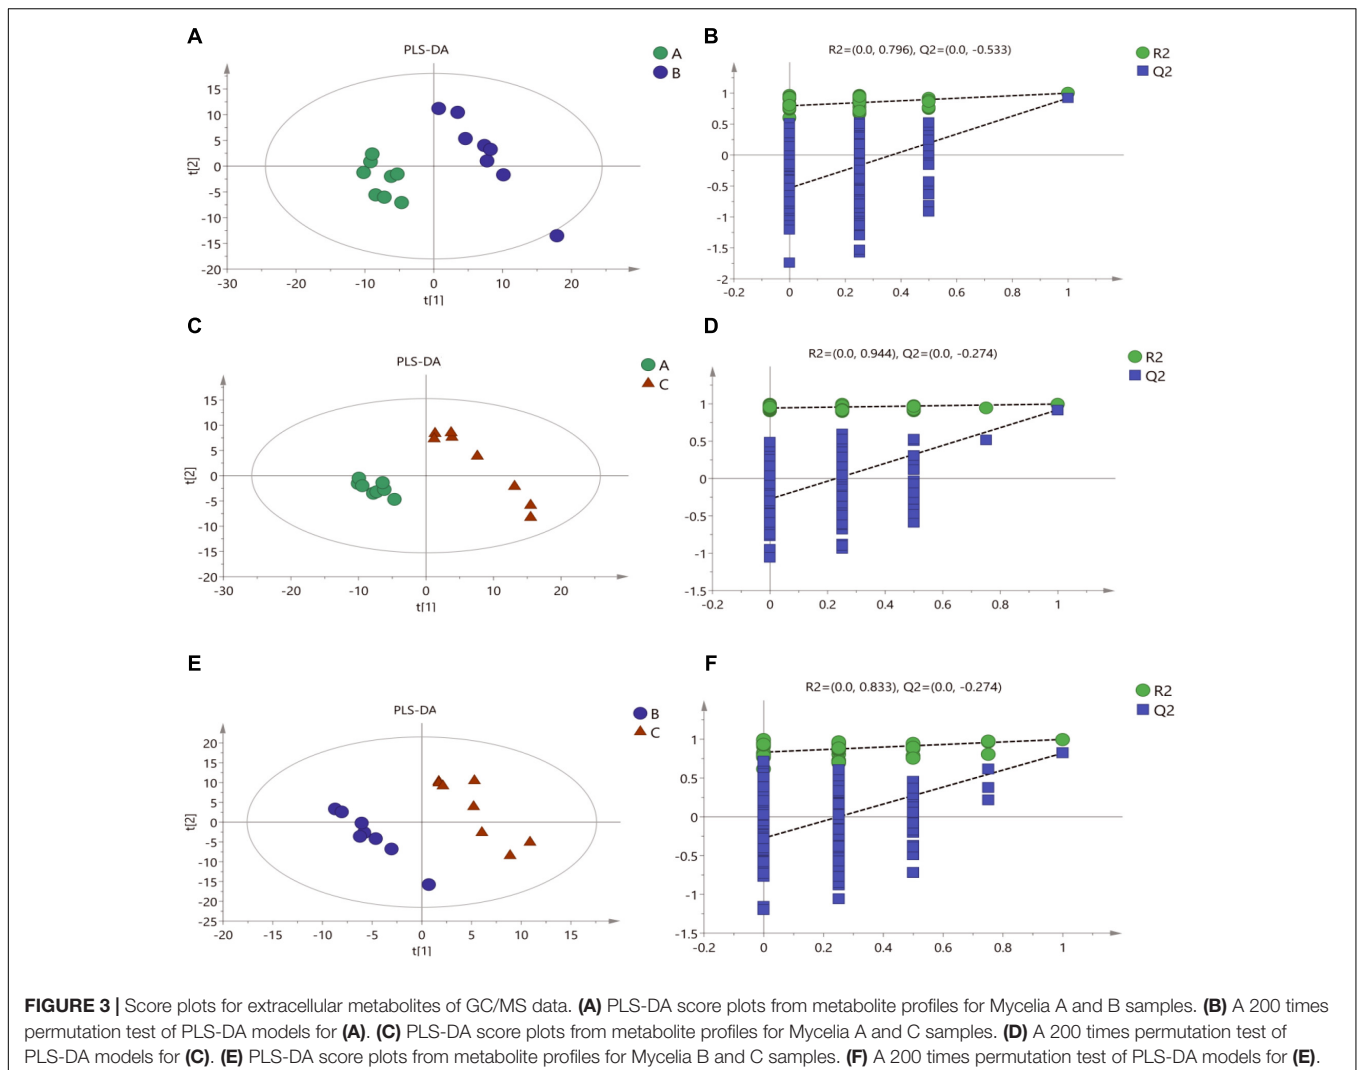 A
PLS-DA
A
B
t[2]
15
10
5
0
-5
-10
-15
-20
-30
-20
-10
0
10
20
t[1]
B
R2=(0.0, 0.796), Q2=(0.0, -0.533)
R2
Q2
1
0.5
0
-0.5
-1
-1.5
-2
-0.2
0
0.2
0.4
0.6
0.8
1
C
PLS-DA
A
C
t[2]
15
10
5
0
-5
-10
-15
-20
-30
-20
-10
0
10
20
t[1]
D
R2=(0.0, 0.944), Q2=(0.0, -0.274)
R2
Q2
1
0.5
0
-0.5
-1
-1.5
-0.2
0
0.2
0.4
0.6
0.8
1
E
PLS-DA
B
C
t[2]
20
15
10
5
0
-5
-10
-15
-20
-25
-20
-15
-10
-5
0
5
10
15
t[1]
F
R2=(0.0, 0.833), Q2=(0.0, -0.274)
R2
Q2
1
0.5
0
-0.5
-1
-1.5
-0.2
0
0.2
0.4
0.6
0.8
1
FIGURE 3 | Score plots for extracellular metabolites of GC/MS data. (A) PLS-DA score plots from metabolite profiles for Mycelia A and B samples. (B) A 200 times
permutation test of PLS-DA models for (A). (C) PLS-DA score plots from metabolite profiles for Mycelia A and C samples. (D) A 200 times permutation test of
PLS-DA models for (C). (E) PLS-DA score plots from metabolite profiles for Mycelia B and C samples. (F) A 200 times permutation test of PLS-DA models for (E).